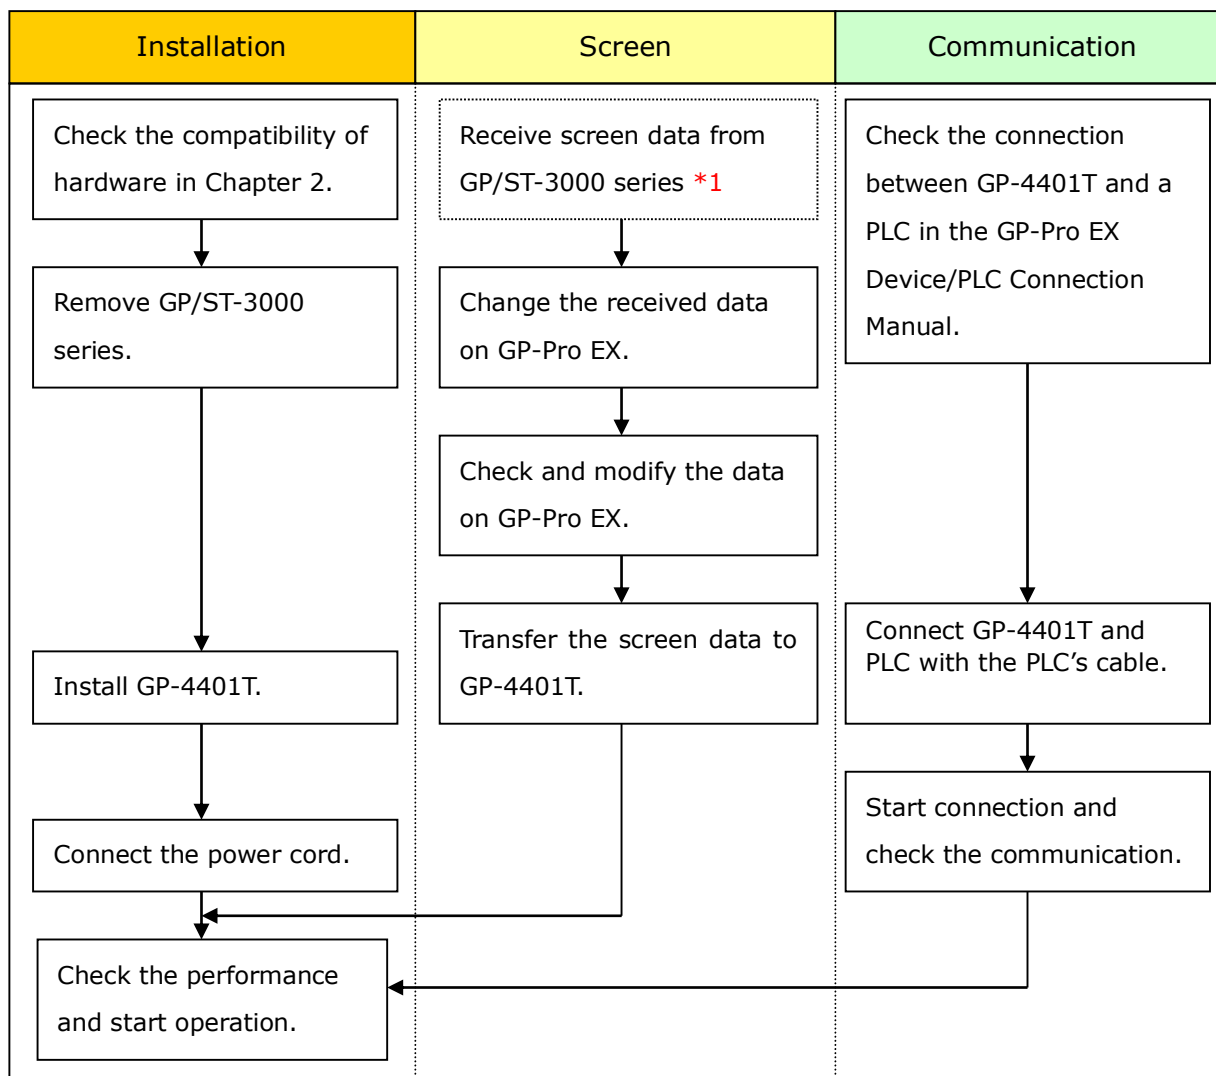 Installation
Screen
Communication
Check the compatibility of
hardware in Chapter 2.
Remove GP/ST-3000
series.
Install GP-4401T.
Connect the power cord.
Check the performance
and start operation.
Receive screen data from
GP/ST-3000 series *1
Change the received data
on GP-Pro EX.
Check and modify the data
on GP-Pro EX.
Transfer the screen data to
GP-4401T.
Check the connection
between GP-4401T and a
PLC in the GP-Pro EX
Device/PLC Connection
Manual.
Connect GP-4401T and
PLC with the PLC’s cable.
Start connection and
check the communication.